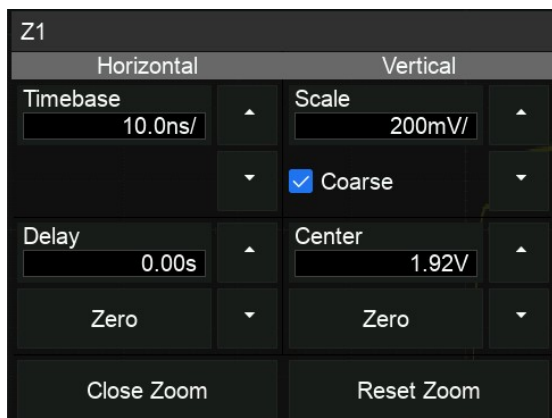 Z1
Horizontal Vertical
Timebase Scale
10.0ns/ 200mV/
Coarse
Delay Center
0.00s 1.92V
Zero Zero
Close Zoom Reset Zoom